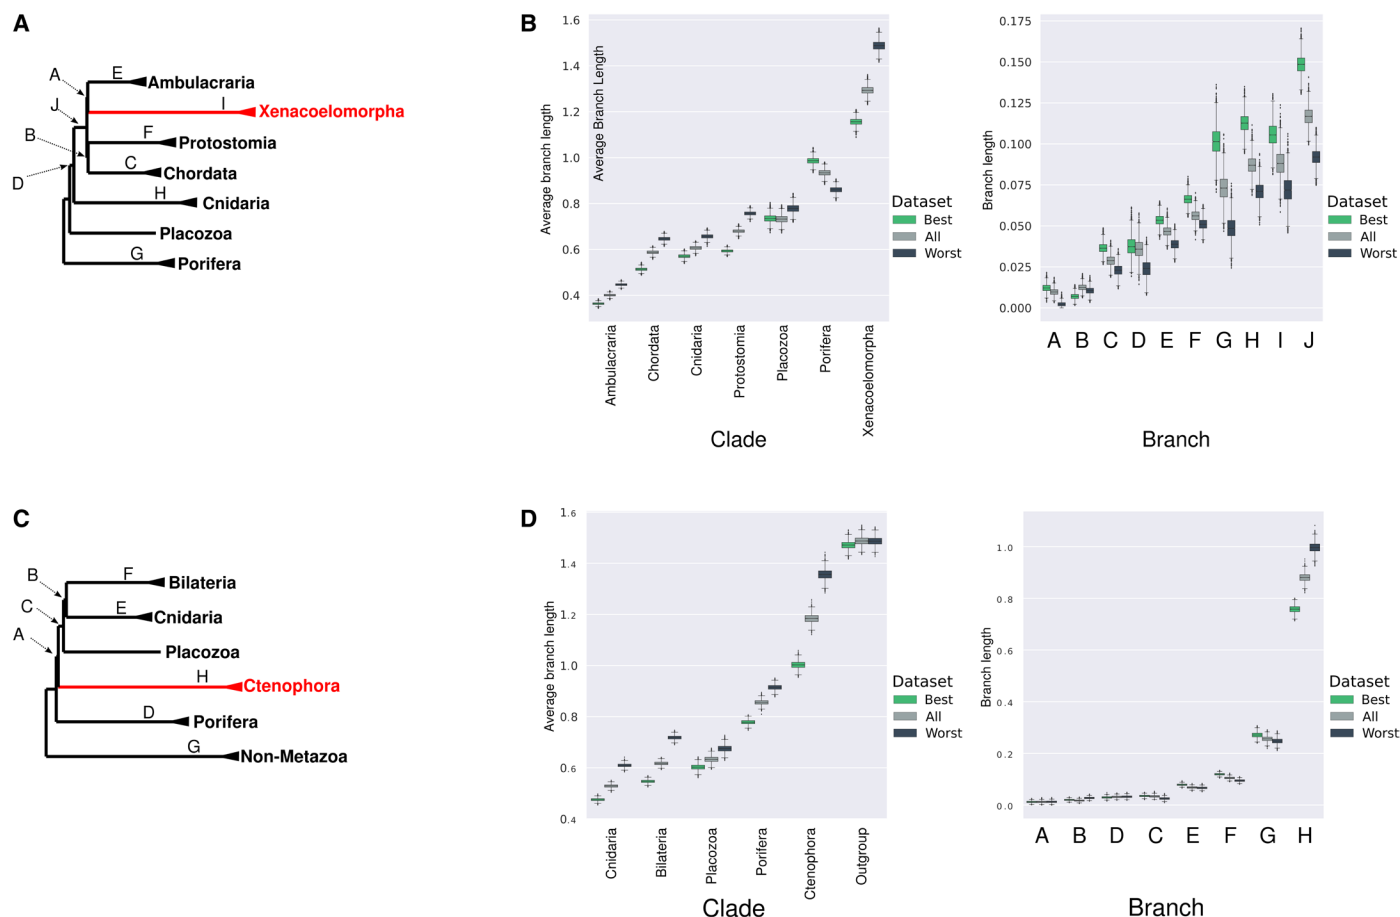 A
E
Ambulacraria
A
I
Xenacoelomorpha
J
F
Protostomia
B
C
Chordata
D
H
Cnidaria
Placozoa
G
Porifera
B
1.6
1.4
1.2
1.0
0.8
0.6
0.4
Average branch length
Average Branch Length
Ambulacraria
Chordata
Cnidaria
Protostomia
Placozoa
Porifera
Xenacoelomorpha
Clade
Dataset
Best
All
Worst
0.175
0.150
0.125
0.100
0.075
0.050
0.025
0.000
Branch length
A B C D E F G H I J
Branch
Dataset
Best
All
Worst
C
F
Bilateria
B
E
Cnidaria
C
Placozoa
A
H
Ctenophora
D
Porifera
G
Non-Metazoa
D
1.6
1.4
1.2
1.0
0.8
0.6
0.4
Average branch length
Cnidaria
Bilateria
Placozoa
Porifera
Ctenophora
Outgroup
Clade
Dataset
Best
All
Worst
1.0
0.8
0.6
0.4
0.2
0.0
Branch length
A B D C E F G H
Branch
Dataset
Best
All
Worst